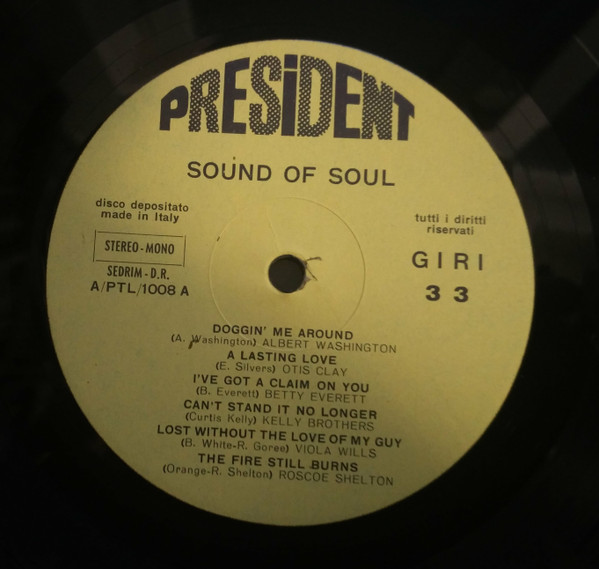 PRESiDENT
SOUND OF SOUL
disco depositato
made in Italy
STEREO-MONO
SEDRIM - D.R.
A/PTL/1008 A
tutti i diritti
riservati
GIRI
33
DOGGIN' ME AROUND
(A. Washington) ALBERT WASHINGTON
A LASTING LOVE
(E. Silvers) OTIS CLAY
I'VE GOT A CLAIM ON YOU
(B. Everett) BETTY EVERETT
CAN'T STAND IT NO LONGER
(Curtis Kelly) KELLY BROTHERS
LOST WITHOUT THE LOVE OF MY GUY
(B. White-R. Goree) VIOLA WILLS
THE FIRE STILL BURNS
(Orange-R. Shelton) ROSCOE SHELTON